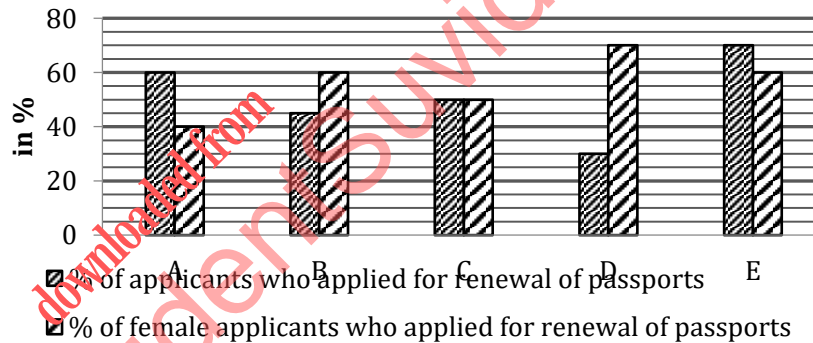 80
60
40
20
0
in %
A B C D E
% of applicants who applied for renewal of passports
% of female applicants who applied for renewal of passports
downloaded from